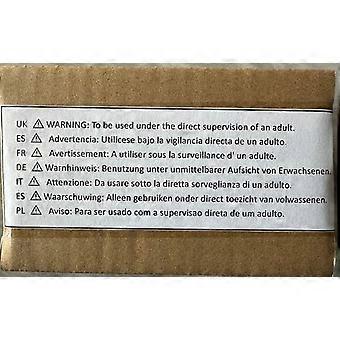 UK ⚠ WARNING: To be used under the direct supervision of an adult.
ES ⚠ Advertencia: Utilícese bajo la vigilancia directa de un adulto.
FR ⚠ Avertissement: A utiliser sous la surveillance d' un adulte.
DE ⚠ Warnhinweis: Benutzung unter unmittelbarer Aufsicht von Erwachsenen.
IT ⚠ Attenzione: Da usare sotto la diretta sorveglianza di un adulto.
ES ⚠ Waarschuwing: Alleen gebruiken onder direct toezicht van volwassenen.
PL ⚠ Aviso: Para ser usado com a supervisao direta de um adulto.